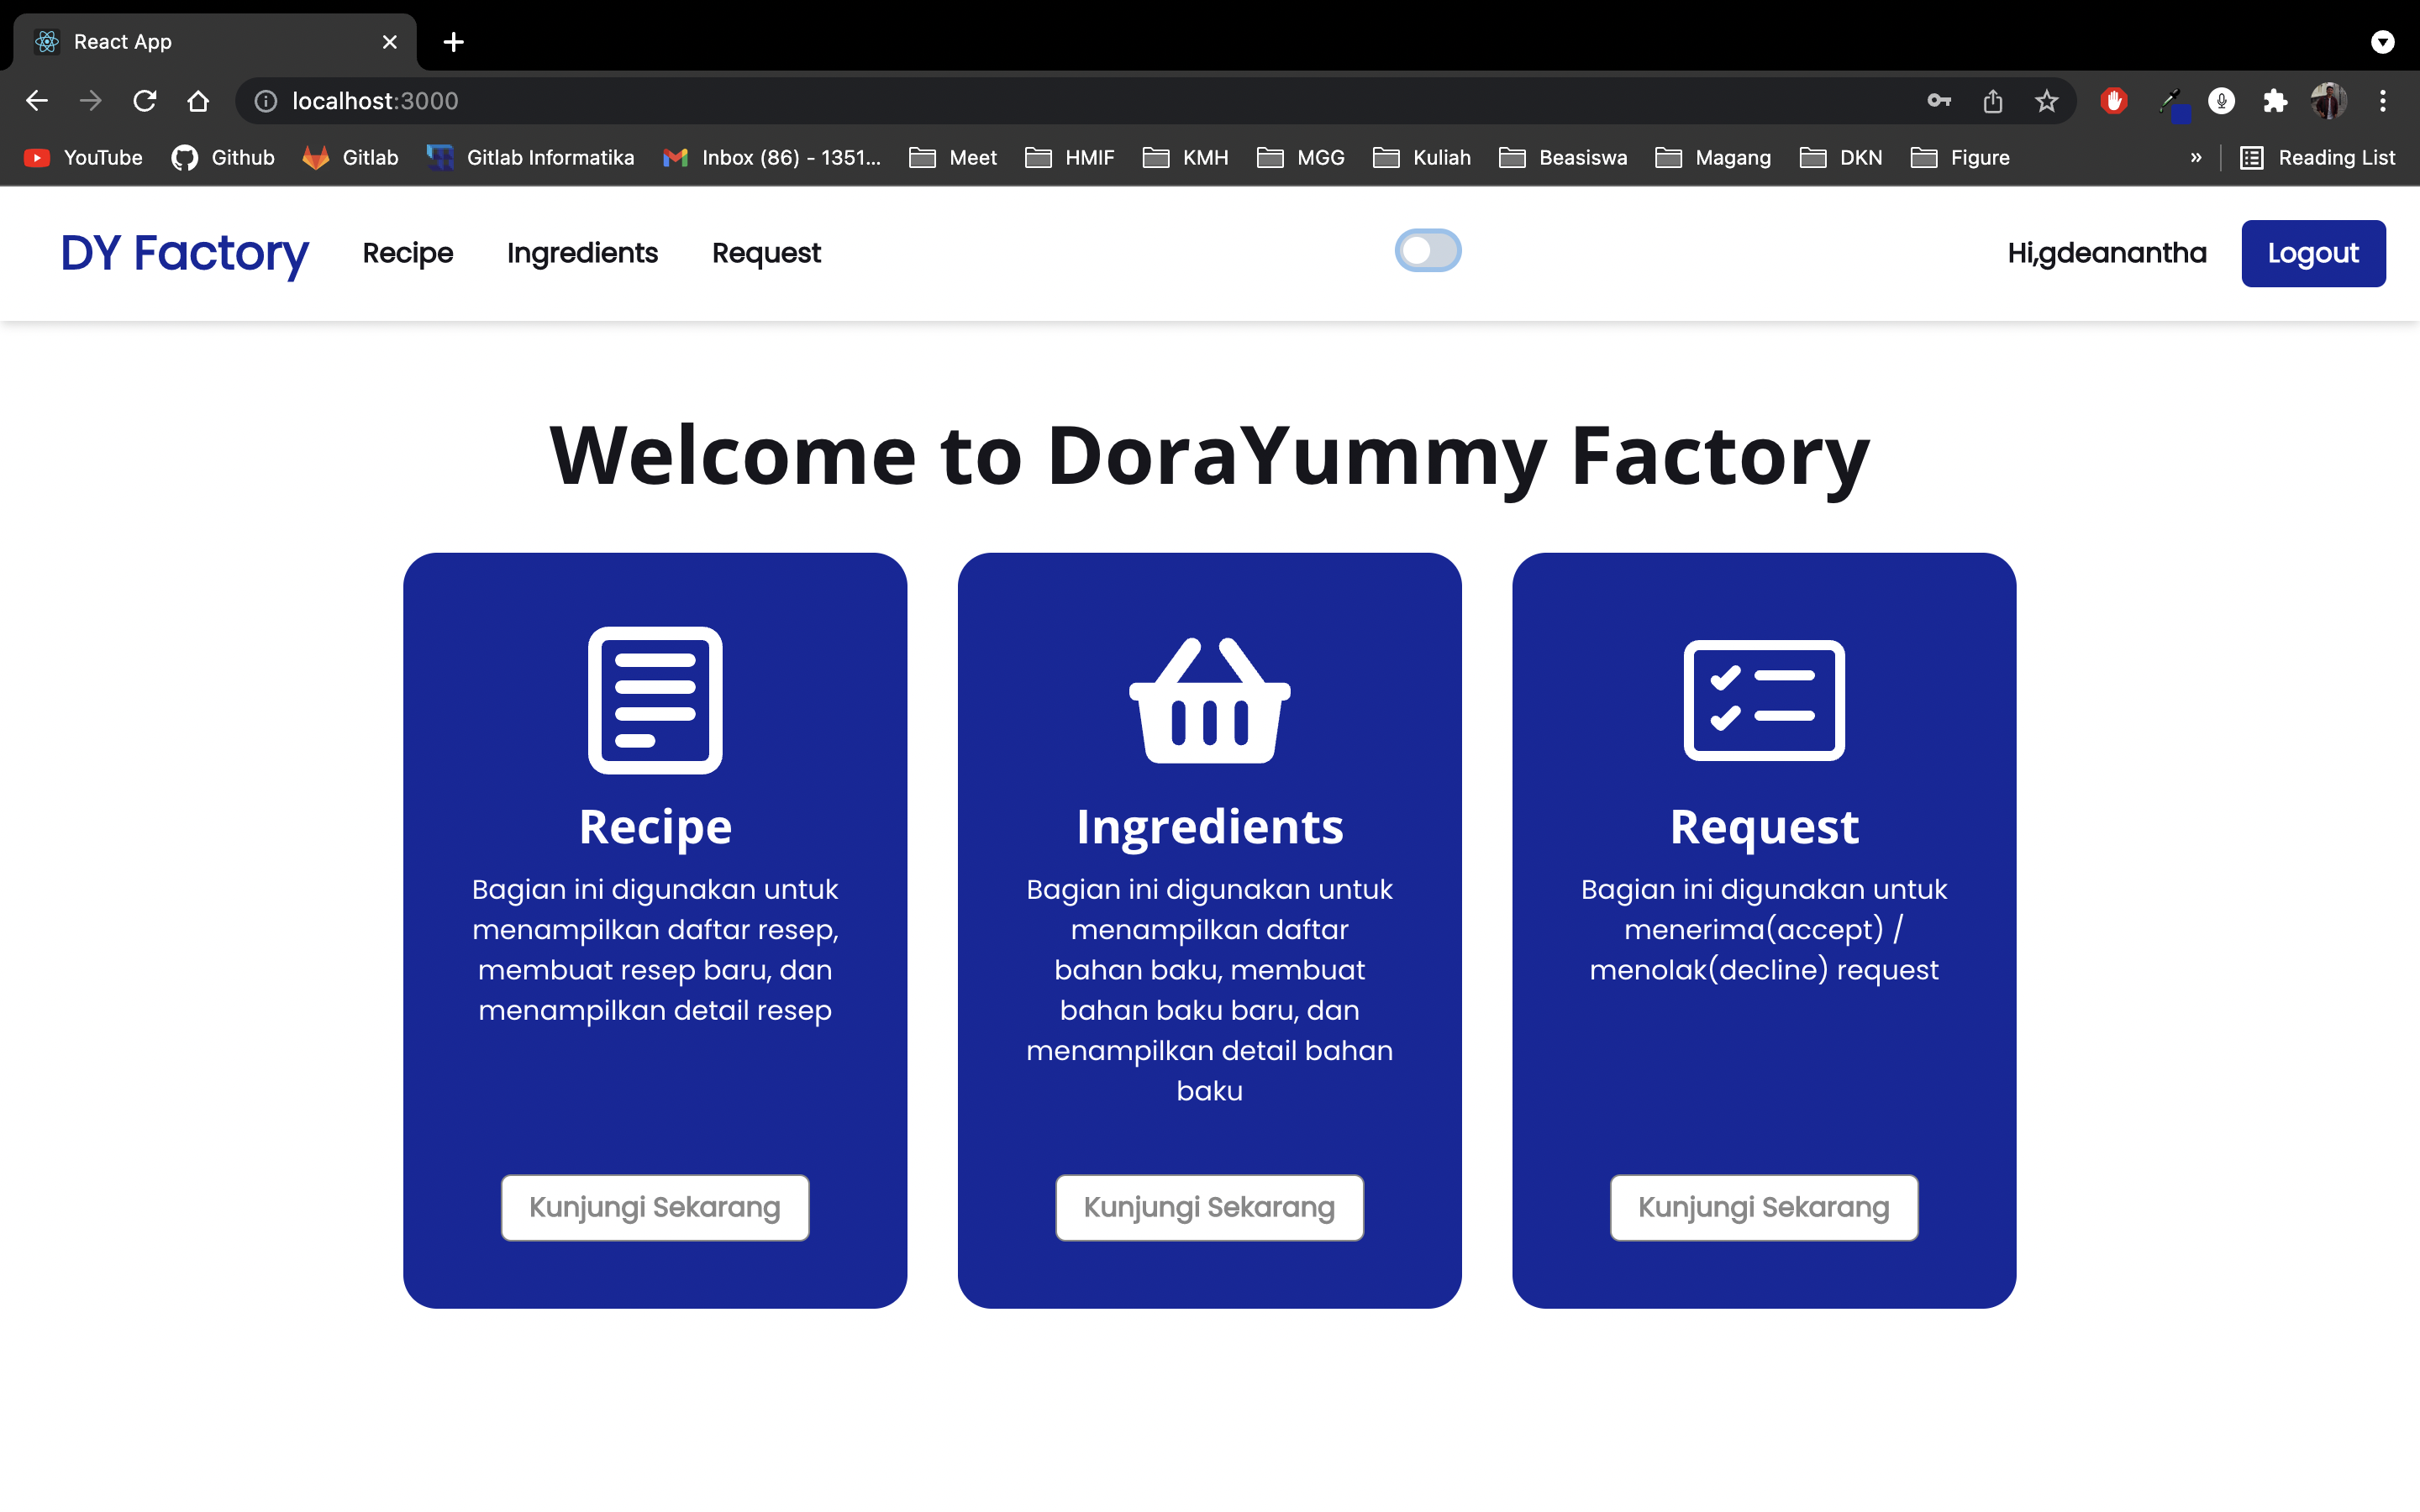 React App
localhost:3000
YouTube Github Gitlab Gitlab Informatika Inbox (86) - 1351... Meet HMIF KMH MGG Kuliah Beasiswa Magang DKN Figure » Reading List
DY Factory Recipe Ingredients Request Hi,gdeanantha Logout
Welcome to DoraYummy Factory
Recipe
Bagian ini digunakan untuk
menampilkan daftar resep,
membuat resep baru, dan
menampilkan detail resep
Kunjungi Sekarang
Ingredients
Bagian ini digunakan untuk
menampilkan daftar
bahan baku, membuat
bahan baku baru, dan
menampilkan detail bahan
baku
Kunjungi Sekarang
Request
Bagian ini digunakan untuk
menerima(accept) /
menolak(decline) request
Kunjungi Sekarang